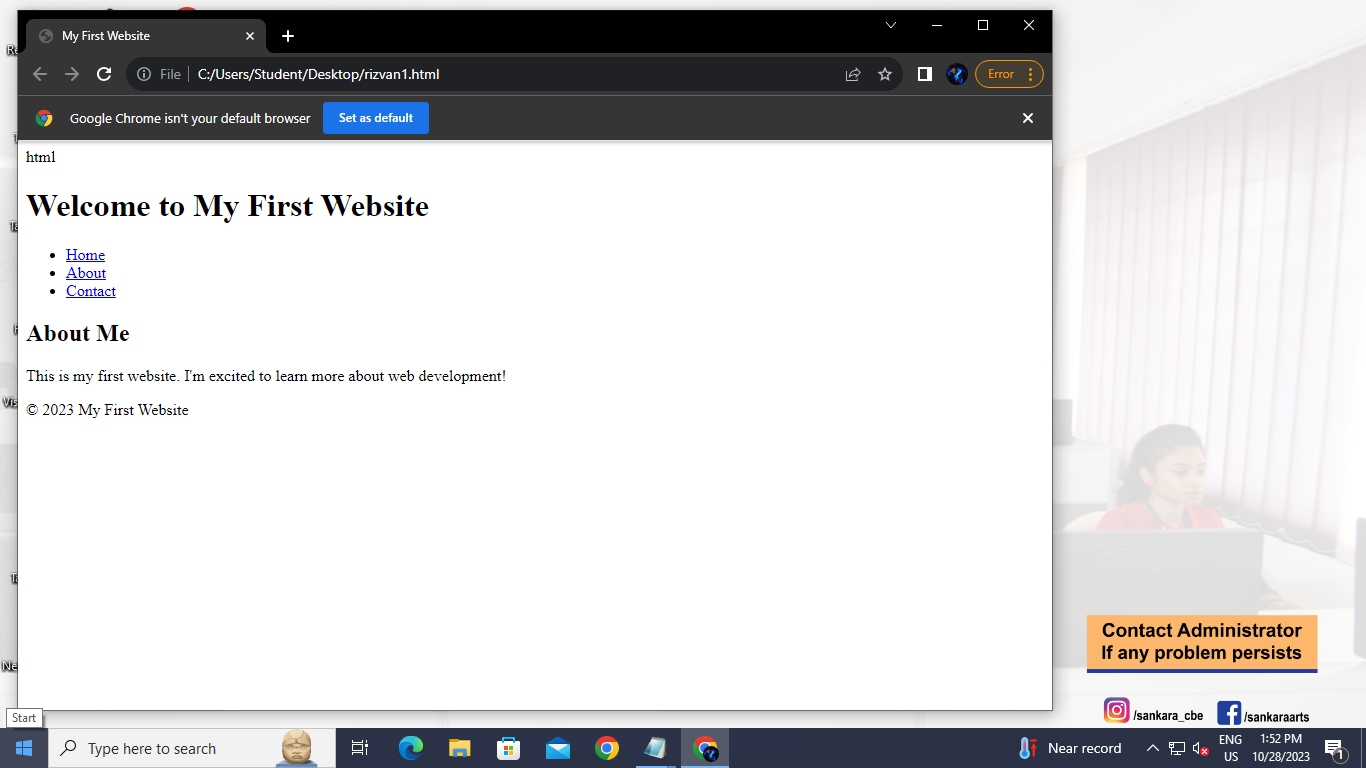 My First Website
File
C:/Users/Student/Desktop/rizvan1.html
Error
Google Chrome isn't your default browser
Set as default
html
Welcome to My First Website
Home
About
Contact
About Me
This is my first website. I'm excited to learn more about web development!
© 2023 My First Website
Contact Administrator
If any problem persists
/sankara_cbe
/sankaraarts
Start
Type here to search
Near record
ENG
US
1:52 PM
10/28/2023
1